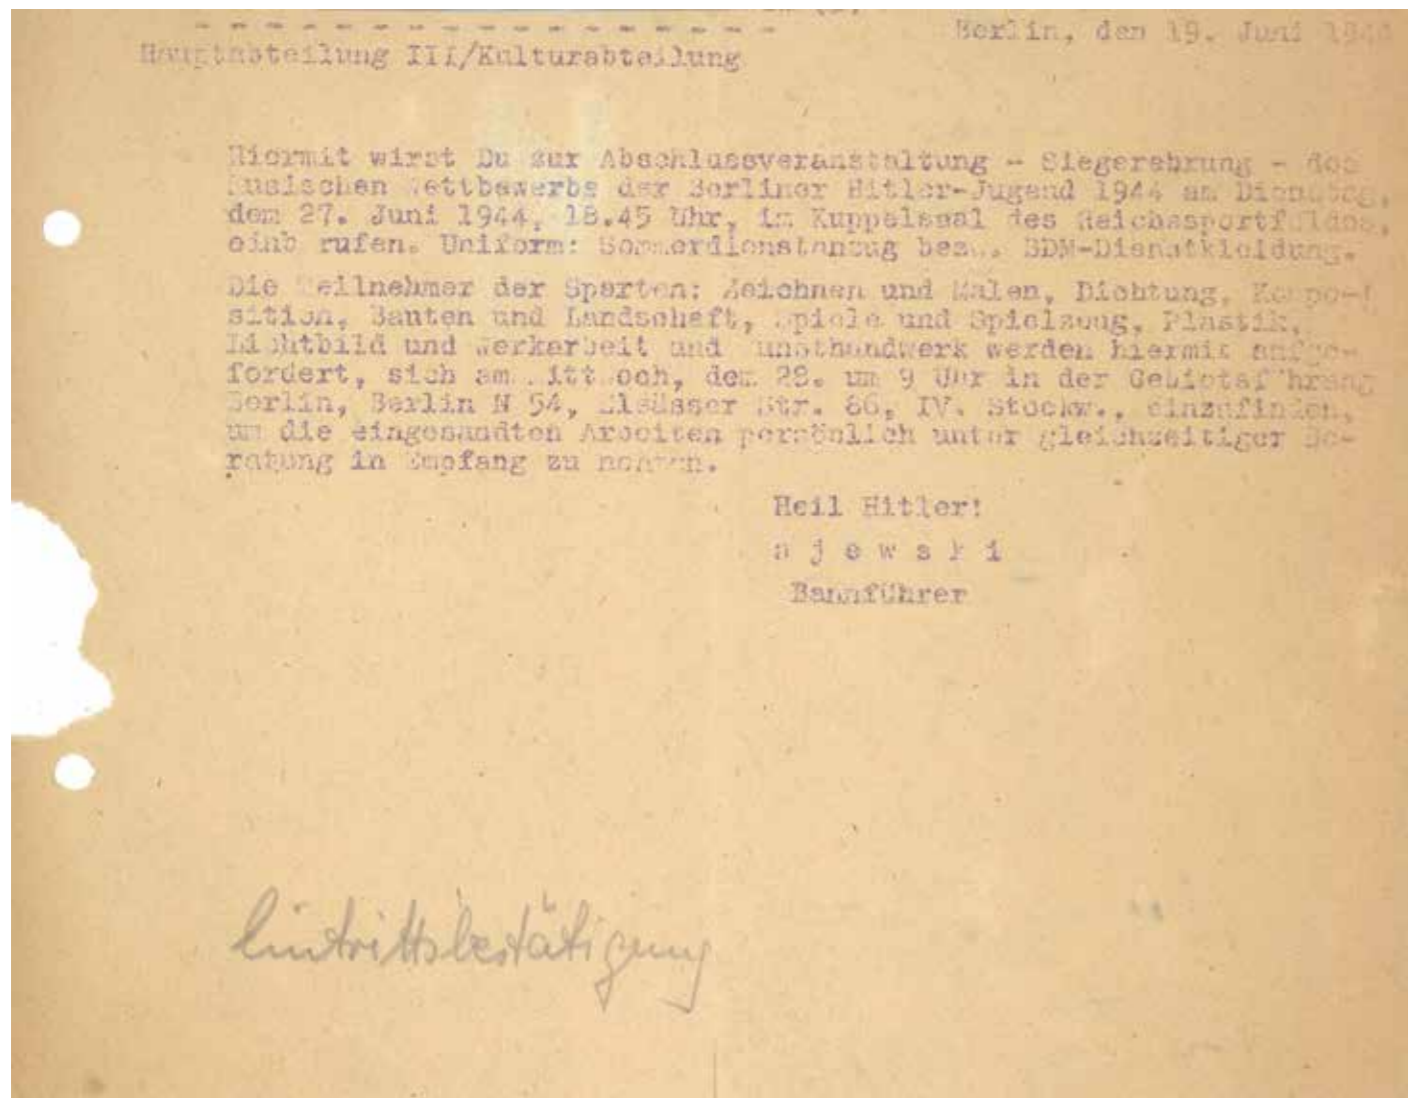 Berlin, den 19. Juni 1944
Hauptabteilung III/Kulturabteilung
Hiermit wirst Du zur Abschlussveranstaltung - Siegerehrung - des
Musischen Wettbewerbs der Berliner Hitler-Jugend 1944 am Dienstag,
dem 27. Juni 1944, 18.45 Uhr, im Kuppelsaal des Reichssportfeldes,
einb rufen. Uniform: Sommerdienstanzug bezw. BDM-Dienstkleidung.
Die Teilnehmer der Sparten: Zeichnen und Malen, Dichtung, Kompo-
sition, Bauten und Landschaft, Spiele und Spielzeug, Plastik,
Lichtbild und Werkarbeit und Kunsthandwerk werden hiermit aufge-
fordert, sich am Mittwoch, dem 28. um 9 Uhr in der Gebietsführung
Berlin, Berlin N 54, Elsässer Str. 86, IV. Stockw., einzufinden,
um die eingesandten Arbeiten persönlich unter gleichzeitiger Be-
ratung in Empfang zu nehmen.
Heil Hitler!
a j e w s k i
Bannführer
Eintrittsbestätigung